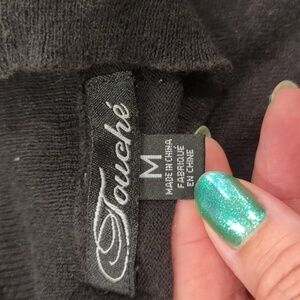 Touché
M
MADE IN CHINA
FABRIQUÉ
EN CHINE